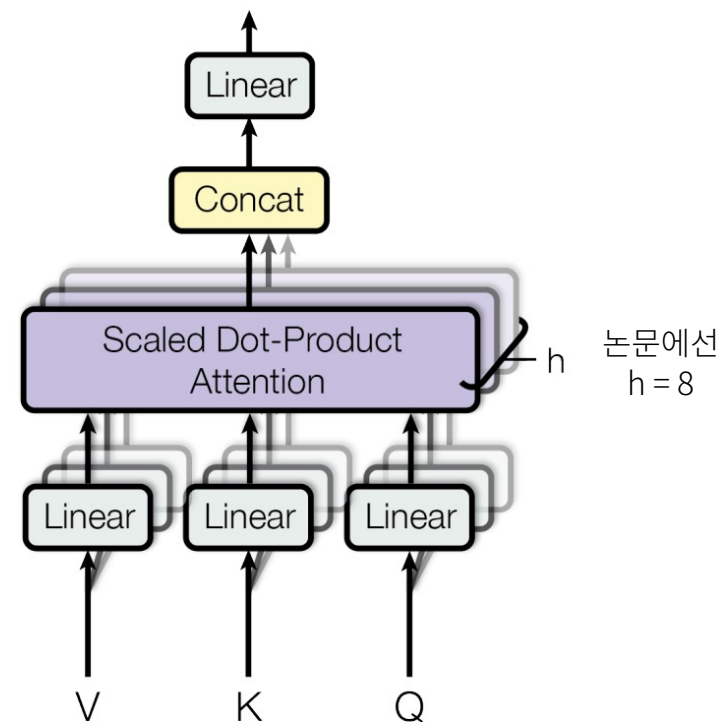 Linear
Concat
Scaled Dot-Product
Attention
h
논문에선
h = 8
Linear
Linear
Linear
V
K
Q